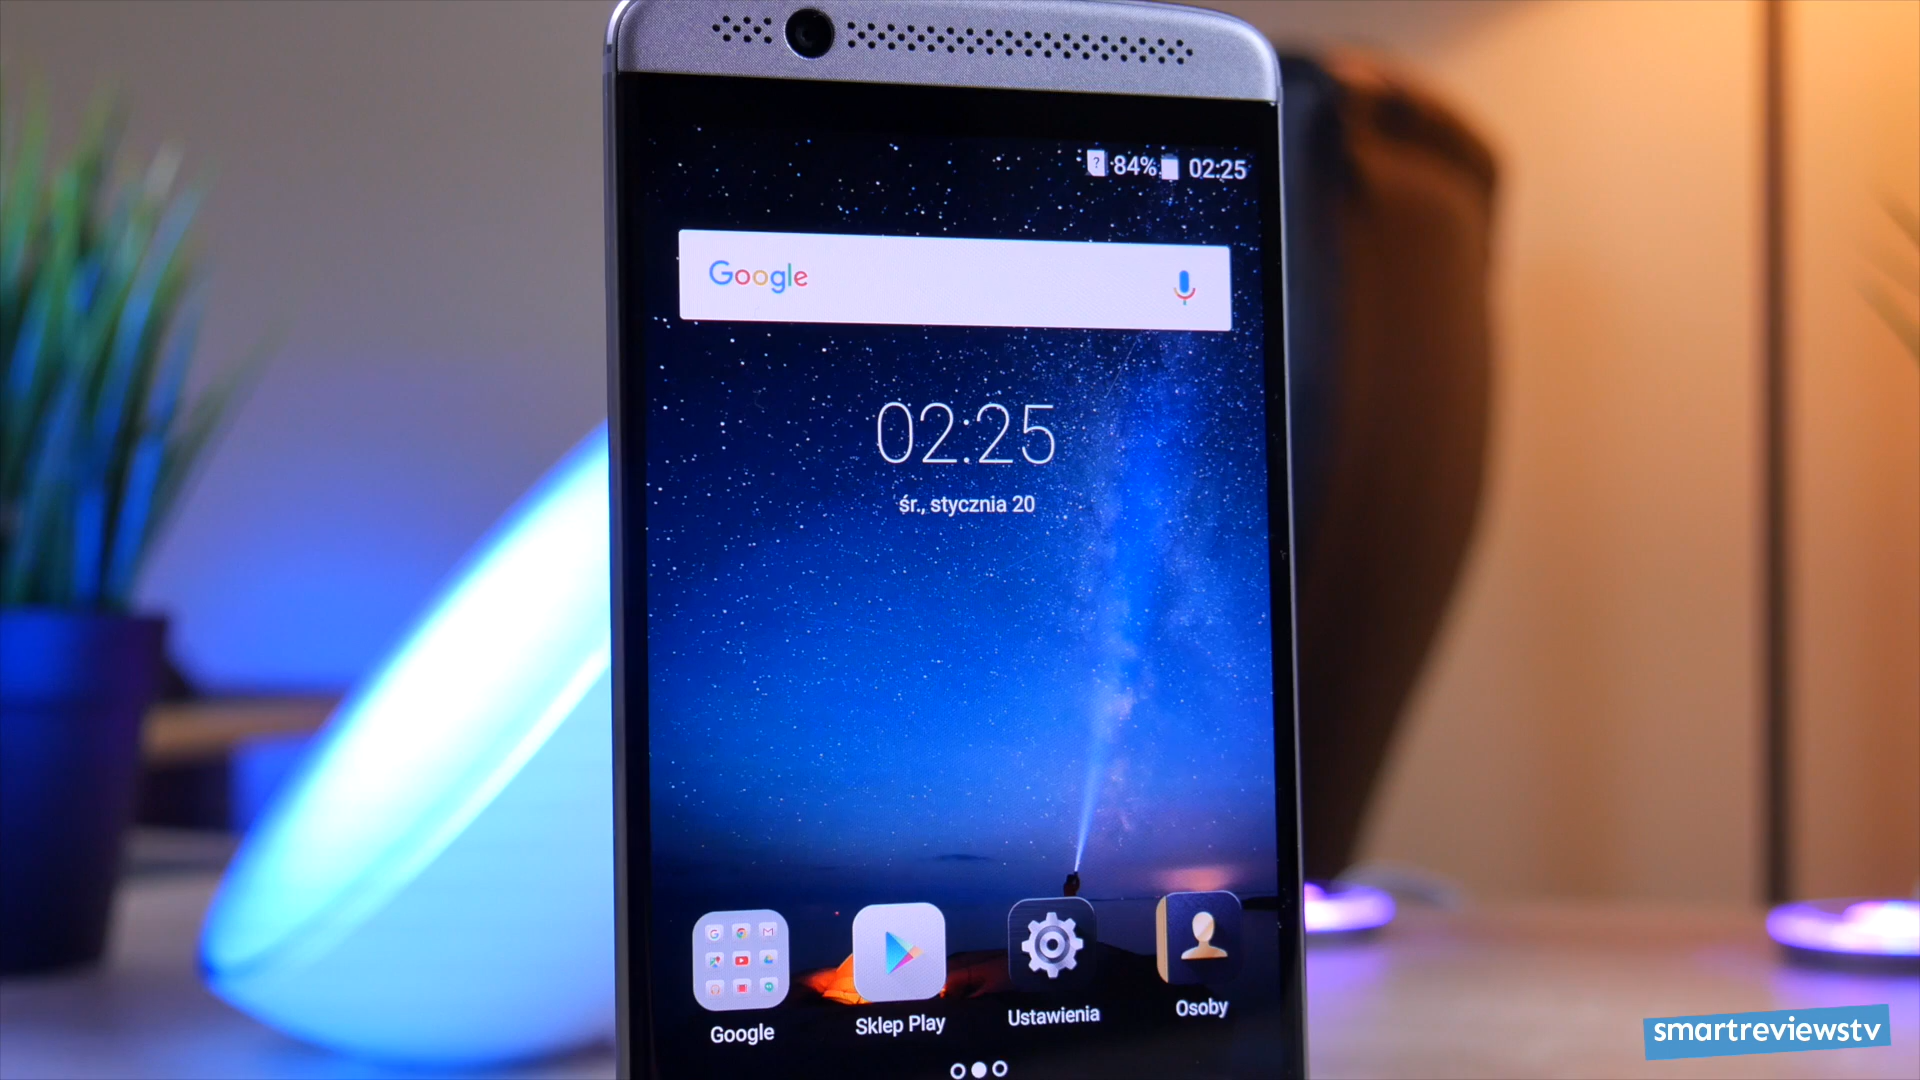 ? 84% 02:25
Google
02:25
śr., stycznia 20
Google
Sklep Play
Ustawienia
Osoby
smartreviewstv